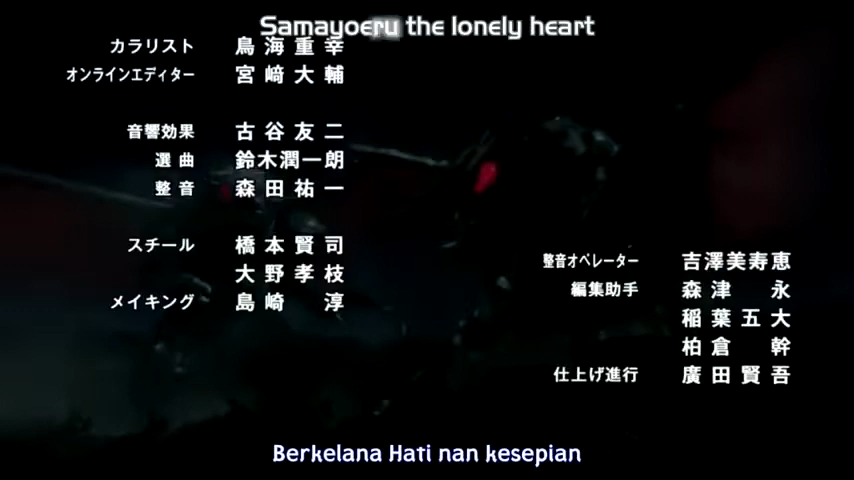 Samayoeru the lonely heart
カラリスト 鳥海重幸
オンラインエディター 宮﨑大輔
音響効果 古谷友二
選曲 鈴木潤一朗
整音 森田祐一
スチール 橋本賢司
大野孝枝
メイキング 島崎 淳
整音オペレーター 吉澤美寿恵
編集助手 森津 永
稲葉五大
柏倉 幹
仕上げ進行 廣田賢吾
Berkelana Hati nan kesepian